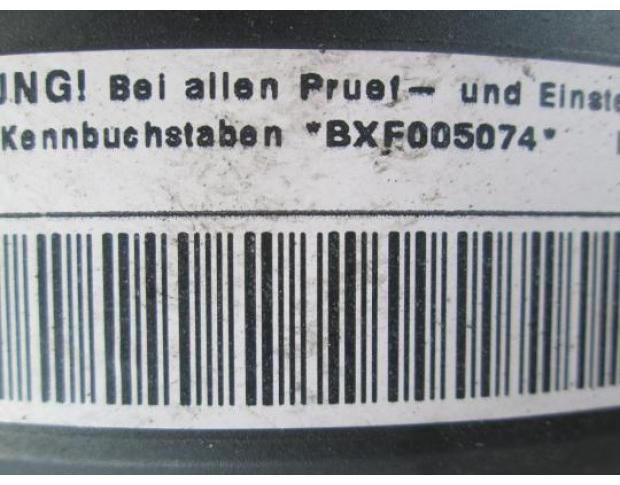 UNG! Bei allen Pruef- und Einste
Kennbuchstaben *BXF005074*